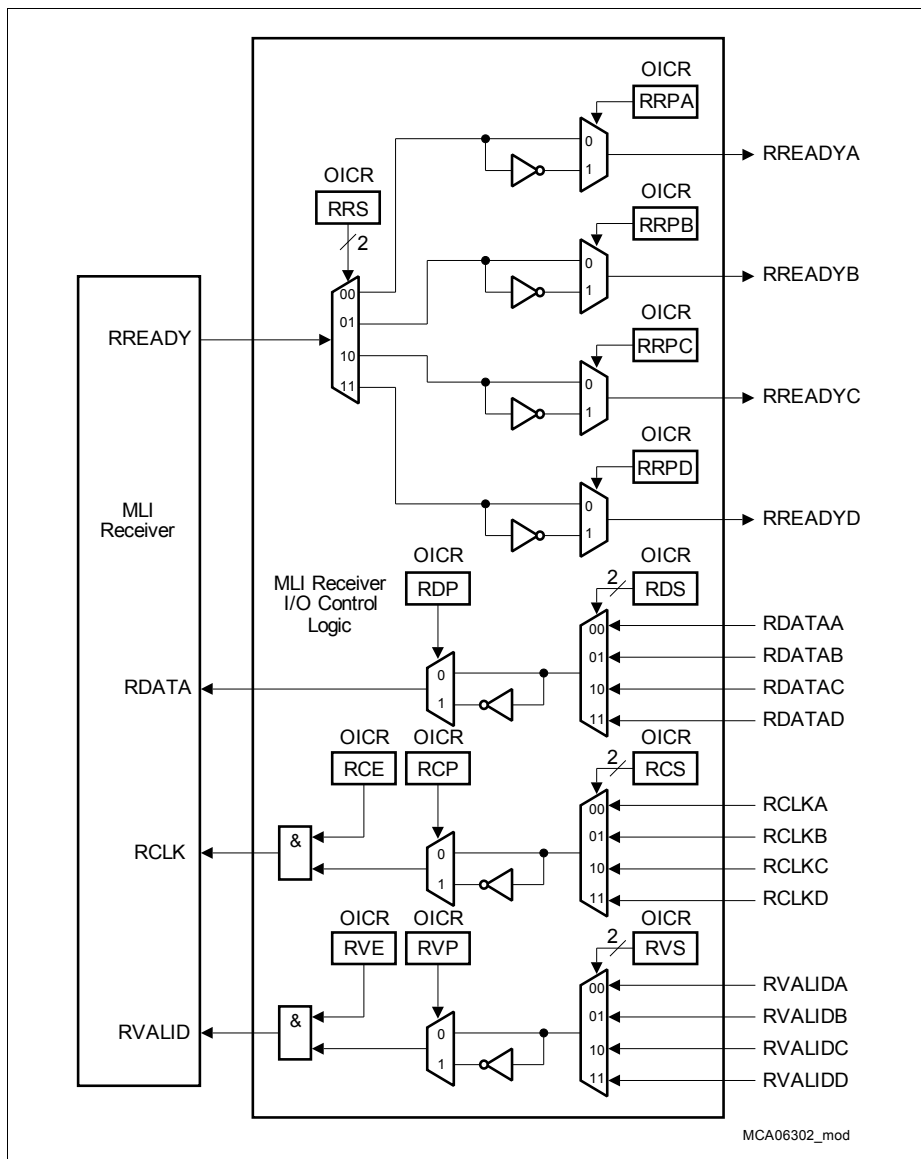 OICR
RRPA
0
1
RREADYA
OICR
RRS
2
OICR
RRPB
0
1
RREADYB
00
01
10
11
RREADY
OICR
RRPC
0
1
RREADYC
OICR
RRPD
0
1
RREADYD
MLI
Receiver
MLI Receiver
I/O Control
Logic
OICR
RDP
0
1
2
OICR
RDS
00
01
10
11
RDATAA
RDATAB
RDATAC
RDATAD
RDATA
OICR
RCE
OICR
RCP
&
0
1
2
OICR
RCS
00
01
10
11
RCLKA
RCLKB
RCLKC
RCLKD
RCLK
OICR
RVE
OICR
RVP
&
0
1
2
OICR
RVS
00
01
10
11
RVALIDA
RVALIDB
RVALIDC
RVALIDD
RVALID
MCA06302_mod